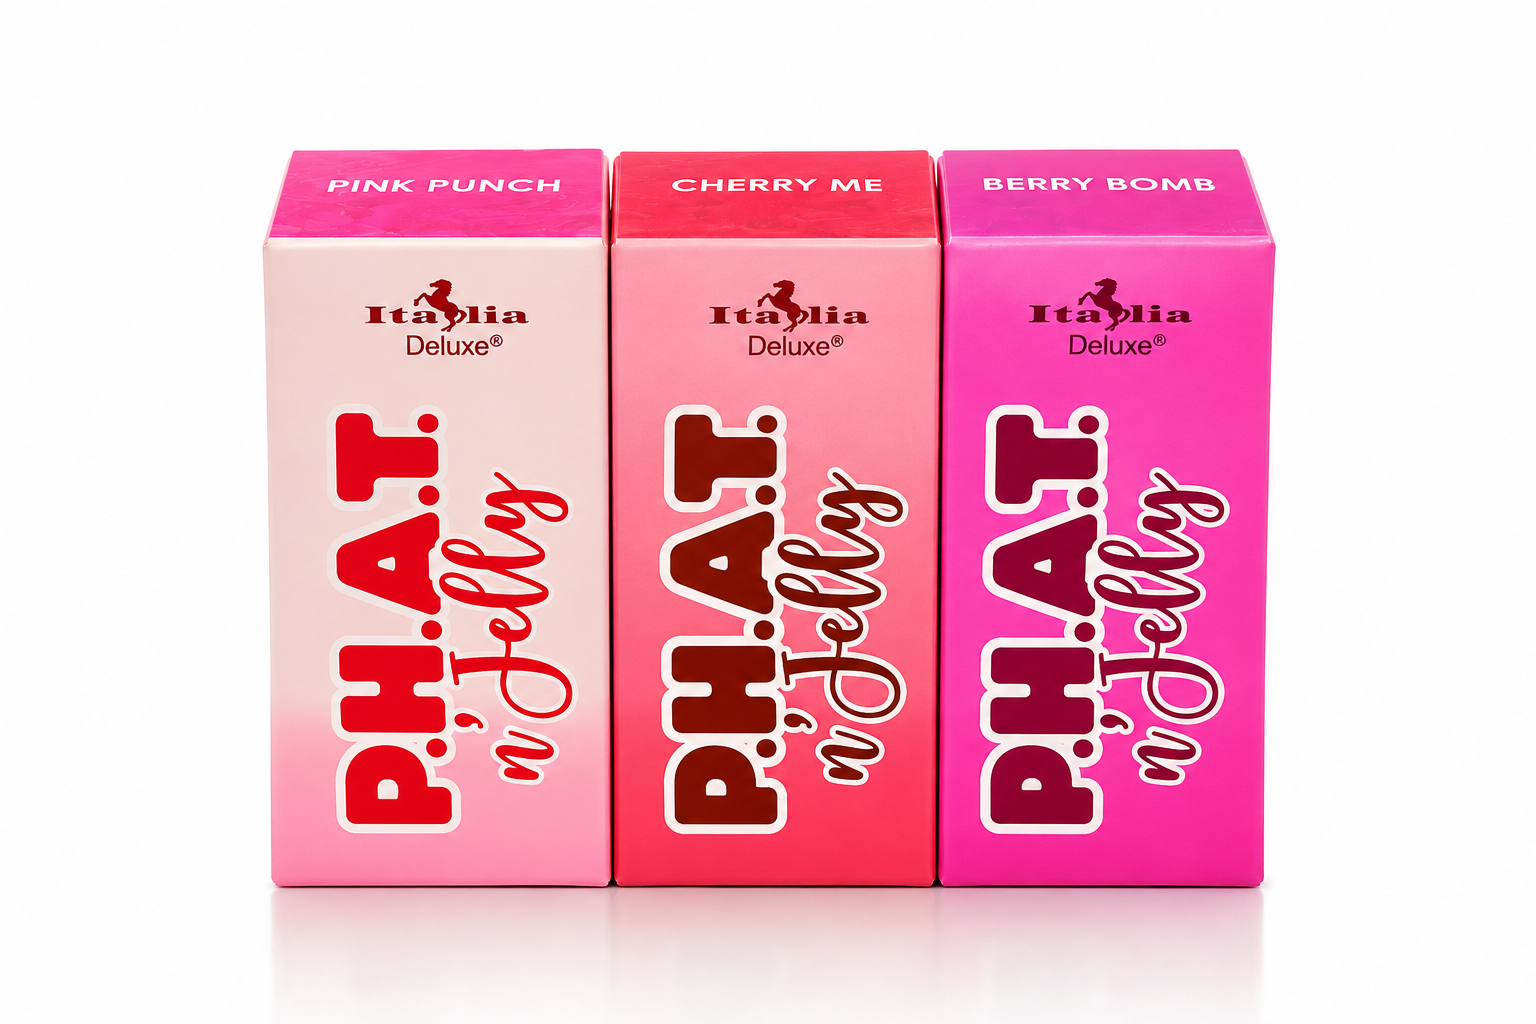 PINK PUNCH
Italia
Deluxe®
P.H.A.T.
'n Jelly
CHERRY ME
Italia
Deluxe®
P.H.A.T.
'n Jelly
BERRY BOMB
Italia
Deluxe®
P.H.A.T.
'n Jelly